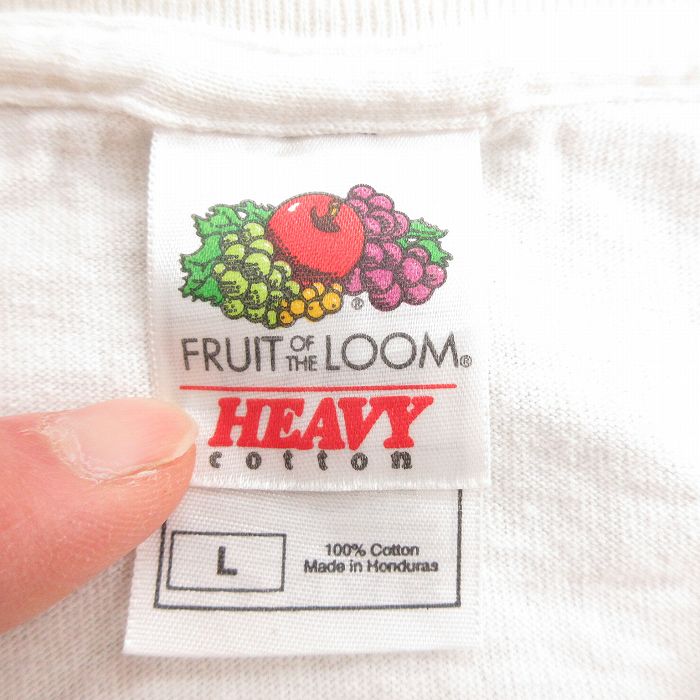 ®
FRUIT OF THE LOOM®
HEAVY
cotton
L
100% Cotton
Made in Honduras